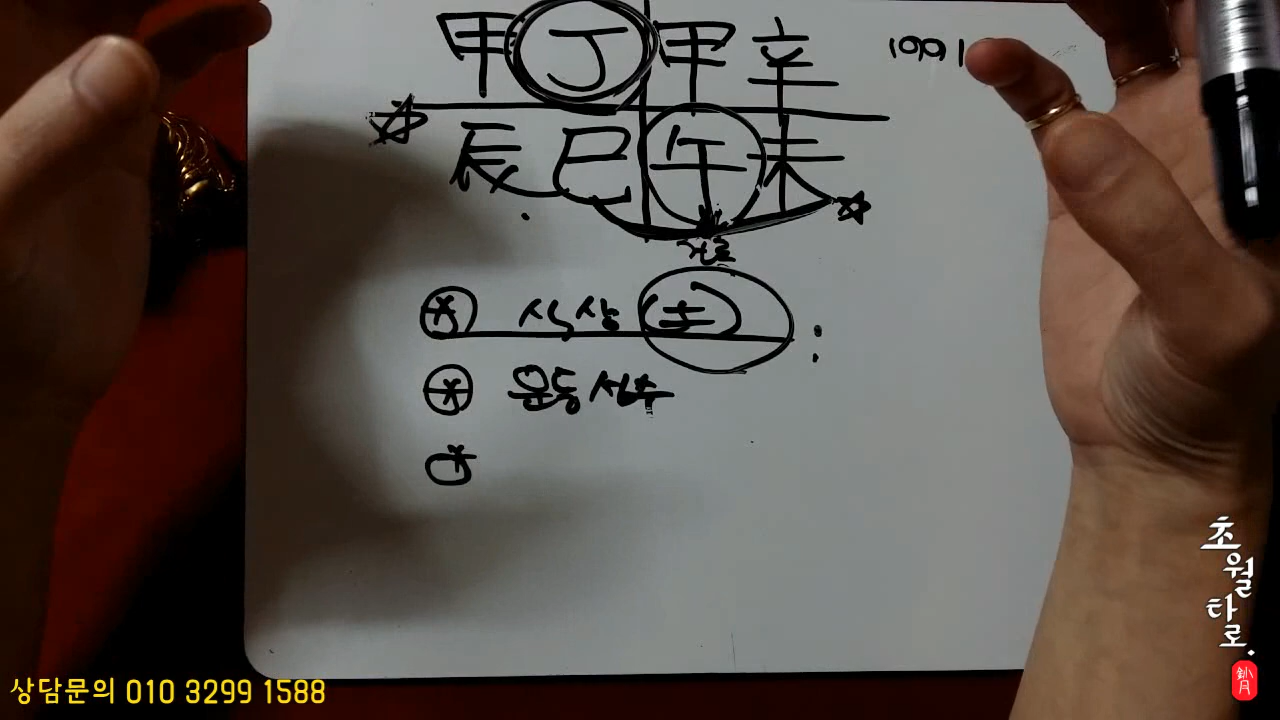 甲丁甲辛 1991
辰巳午未
건록
식상 (土) :
운동선수
상담문의 010 3299 1588
초월타로.